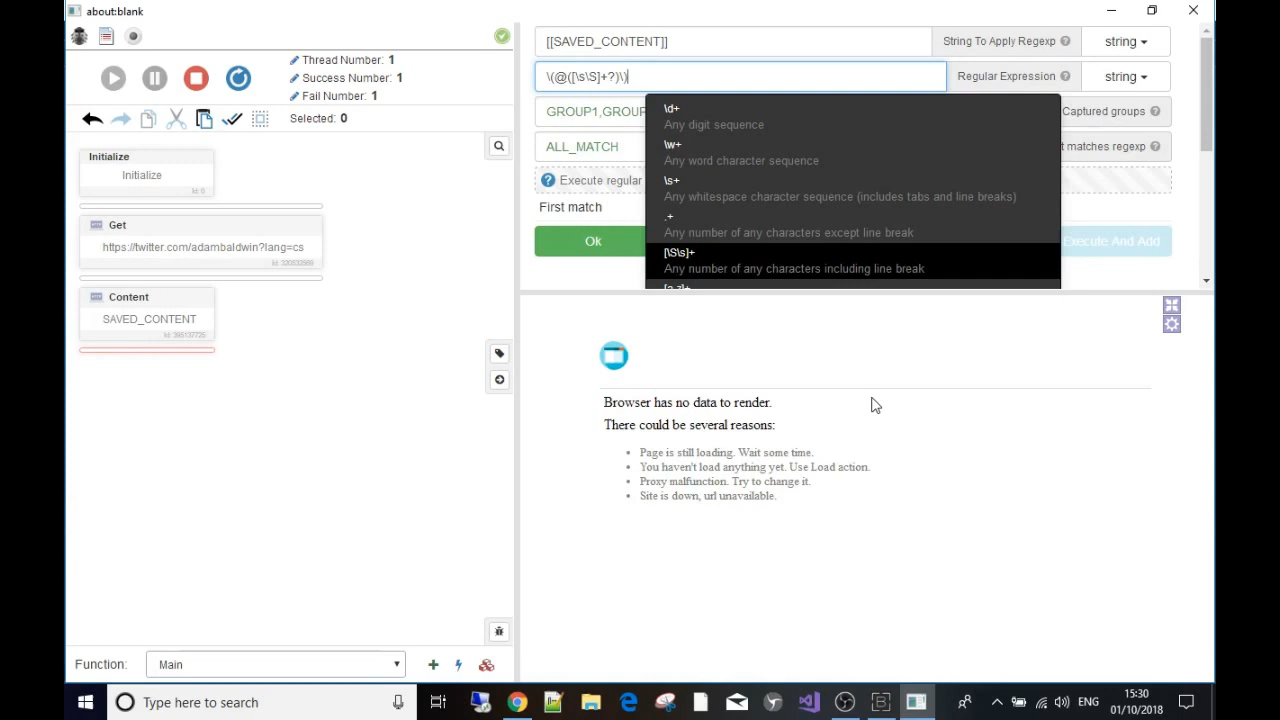 about:blank
Thread Number: 1
Success Number: 1
Fail Number: 1
Selected: 0
Initialize
Initialize
Id: 0
Get
https://twitter.com/adambaldwin?lang=cs
Content
SAVED_CONTENT
Function:
Main
[[SAVED_CONTENT]]
String To Apply Regexp
string
\(@([\s\S]+?)\)\
Regular Expression
string
GROUP1,GROUP
Captured groups
ALL_MATCH
t matches regexp
Execute regular
First match
Ok
Execute And Add
\d+
Any digit sequence
\w+
Any word character sequence
\s+
Any whitespace character sequence (includes tabs and line breaks)
.+
Any number of any characters except line break
[\S\s]+
Any number of any characters including line break
Browser has no data to render.
There could be several reasons:
Page is still loading. Wait some time.
You haven't load anything yet. Use Load action.
Proxy malfunction. Try to change it.
Site is down, url unavailable.
Type here to search
ENG
15:30
01/10/2018